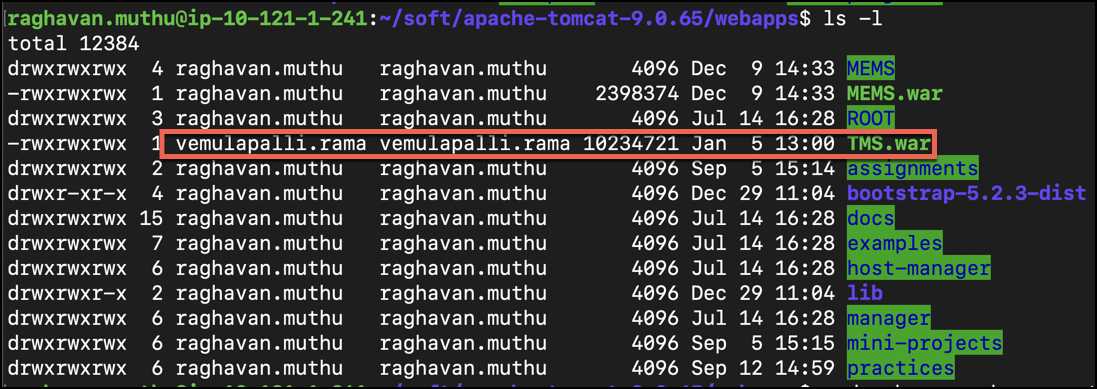 raghavan.muthu@ip-10-121-1-241:~/soft/apache-tomcat-9.0.65/webapps$ ls -l
total 12384
drwxrwxrwx 4 raghavan.muthu raghavan.muthu 4096 Dec 9 14:33 MEMS
-rwxrwxrwx 1 raghavan.muthu raghavan.muthu 2398374 Dec 9 14:33 MEMS.war
drwxrwxrwx 3 raghavan.muthu raghavan.muthu 4096 Jul 14 16:28 ROOT
-rwxrwxrwx 1 vemulapalli.rama vemulapalli.rama 10234721 Jan 5 13:00 TMS.war
drwxrwxrwx 2 raghavan.muthu raghavan.muthu 4096 Sep 5 15:14 assignments
drwxr-xr-x 4 raghavan.muthu raghavan.muthu 4096 Dec 29 11:04 bootstrap-5.2.3-dist
drwxrwxrwx 15 raghavan.muthu raghavan.muthu 4096 Jul 14 16:28 docs
drwxrwxrwx 7 raghavan.muthu raghavan.muthu 4096 Jul 14 16:28 examples
drwxrwxrwx 6 raghavan.muthu raghavan.muthu 4096 Jul 14 16:28 host-manager
drwxrwxr-x 2 raghavan.muthu raghavan.muthu 4096 Dec 29 11:04 lib
drwxrwxrwx 6 raghavan.muthu raghavan.muthu 4096 Jul 14 16:28 manager
drwxrwxrwx 6 raghavan.muthu raghavan.muthu 4096 Sep 5 15:15 mini-projects
drwxrwxrwx 6 raghavan.muthu raghavan.muthu 4096 Sep 12 14:59 practices